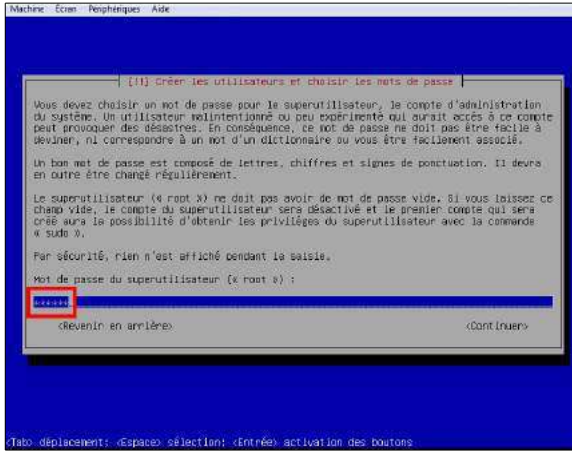 Machine Écran Périphériques Aide
[!!] Créer les utilisateurs et choisir les mots de passe
Vous devez choisir un mot de passe pour le superutilisateur, le compte d'administration
du système. Un utilisateur malintentionné ou peu expérimenté qui aurait accès à ce compte
peut provoquer des désastres. En conséquence, ce mot de passe ne doit pas être facile à
deviner, ni correspondre à un mot d'un dictionnaire ou vous être facilement associé.
Un bon mot de passe est composé de lettres, chiffres et signes de ponctuation. Il devra
en outre être changé régulièrement.
Le superutilisateur (« root ») ne doit pas avoir de mot de passe vide. Si vous laissez ce
champ vide, le compte du superutilisateur sera désactivé et le premier compte qui sera
créé aura la possibilité d'obtenir les privilèges du superutilisateur avec la commande
« sudo ».
Par sécurité, rien n'est affiché pendant la saisie.
Mot de passe du superutilisateur (« root ») :
******
<Revenir en arrière> <Continuer>
<Tab> déplacement; <Espace> sélection; <Entrée> activation des boutons